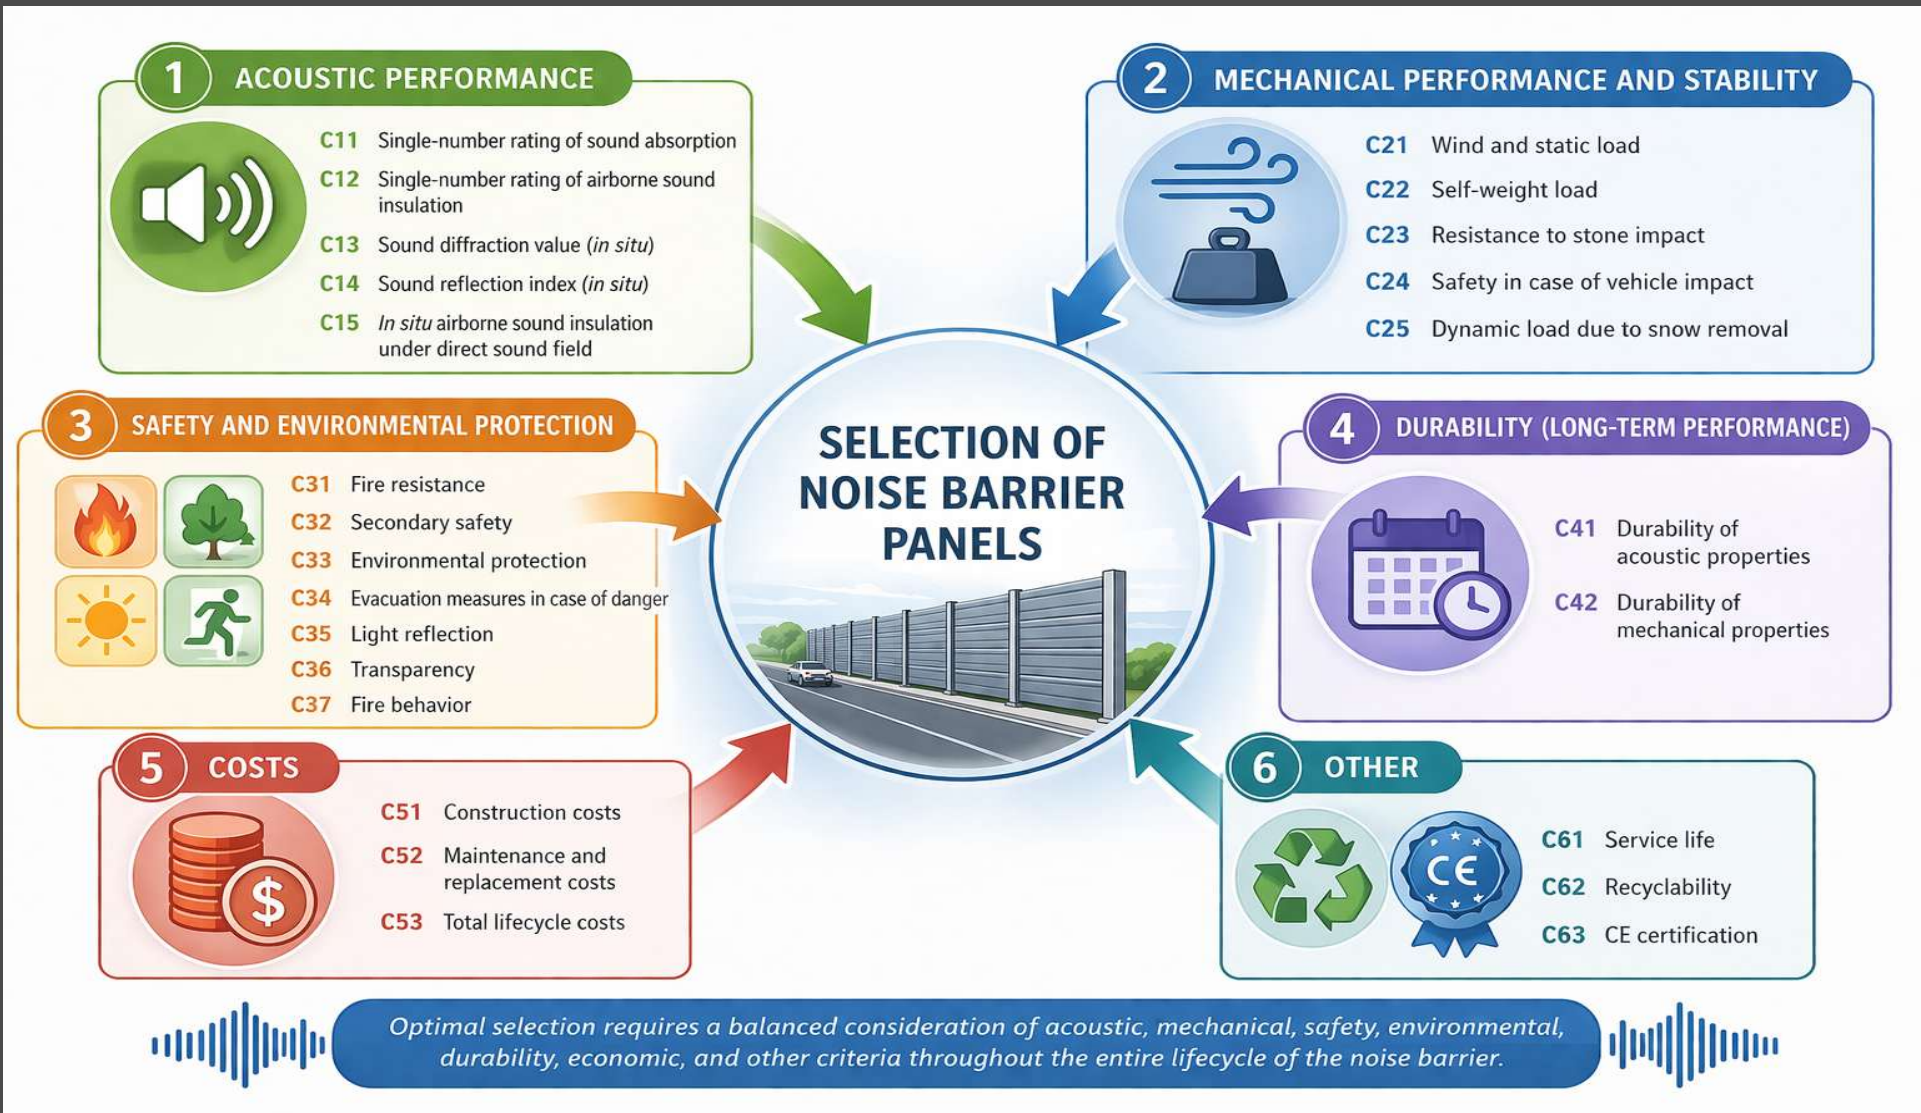 1 ACOUSTIC PERFORMANCE
C11 Single-number rating of sound absorption
C12 Single-number rating of airborne sound
insulation
C13 Sound diffraction value (in situ)
C14 Sound reflection index (in situ)
C15 In situ airborne sound insulation
under direct sound field
2 MECHANICAL PERFORMANCE AND STABILITY
C21 Wind and static load
C22 Self-weight load
C23 Resistance to stone impact
C24 Safety in case of vehicle impact
C25 Dynamic load due to snow removal
3 SAFETY AND ENVIRONMENTAL PROTECTION
C31 Fire resistance
C32 Secondary safety
C33 Environmental protection
C34 Evacuation measures in case of danger
C35 Light reflection
C36 Transparency
C37 Fire behavior
SELECTION OF
NOISE BARRIER
PANELS
4 DURABILITY (LONG-TERM PERFORMANCE)
C41 Durability of
acoustic properties
C42 Durability of
mechanical properties
5 COSTS
$
C51 Construction costs
C52 Maintenance and
replacement costs
C53 Total lifecycle costs
6 OTHER
CE
C61 Service life
C62 Recyclability
C63 CE certification
Optimal selection requires a balanced consideration of acoustic, mechanical, safety, environmental,
durability, economic, and other criteria throughout the entire lifecycle of the noise barrier.